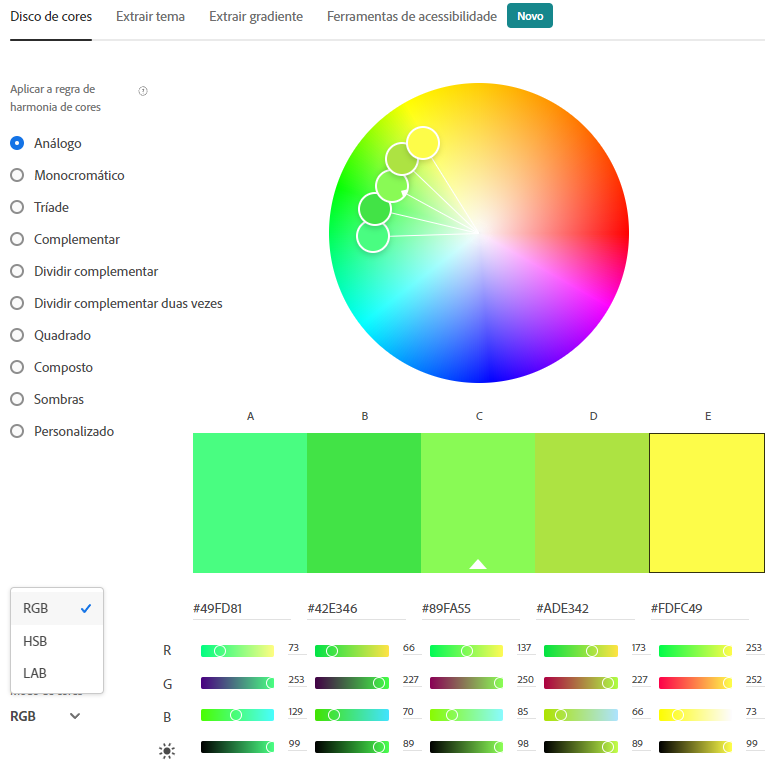 Disco de cores Extrair tema Extrair gradiente Ferramentas de acessibilidade Novo
Aplicar a regra de
harmonia de cores
Análogo
Monocromático
Tríade
Complementar
Dividir complementar
Dividir complementar duas vezes
Quadrado
Composto
Sombras
Personalizado
A B C D E
#49FD81 #42E346 #89FA55 #ADE342 #FDFC49
RGB
HSB
LAB
RGB
R 73 66 137 173 253
G 253 227 250 227 252
B 129 70 85 66 73
99 89 98 89 99